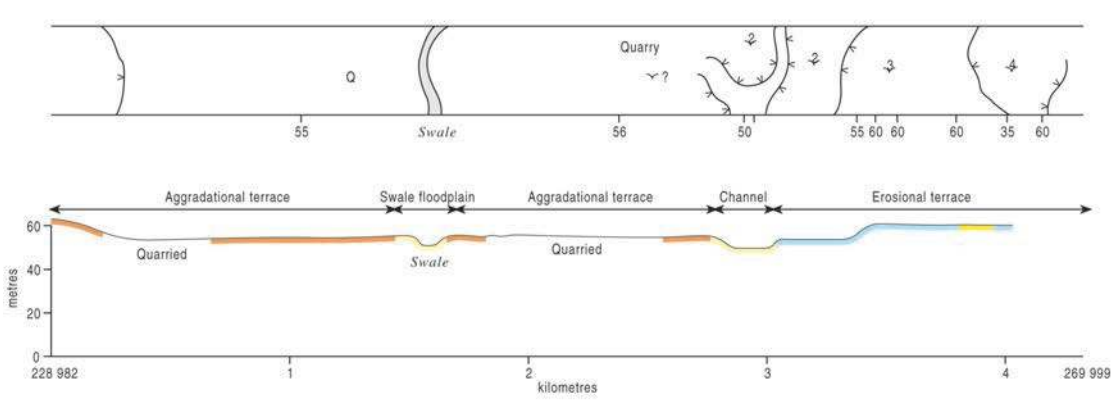 2
Quarry
2
3
4
Q
?
55
Swale
56
50
55 60 60
60
35
60
Aggradational terrace
Swale floodplain
Aggradational terrace
Channel
Erosional terrace
60
Quarried
Swale
Quarried
40
metres
20
0
228 982
1
2
3
4
269 999
kilometres